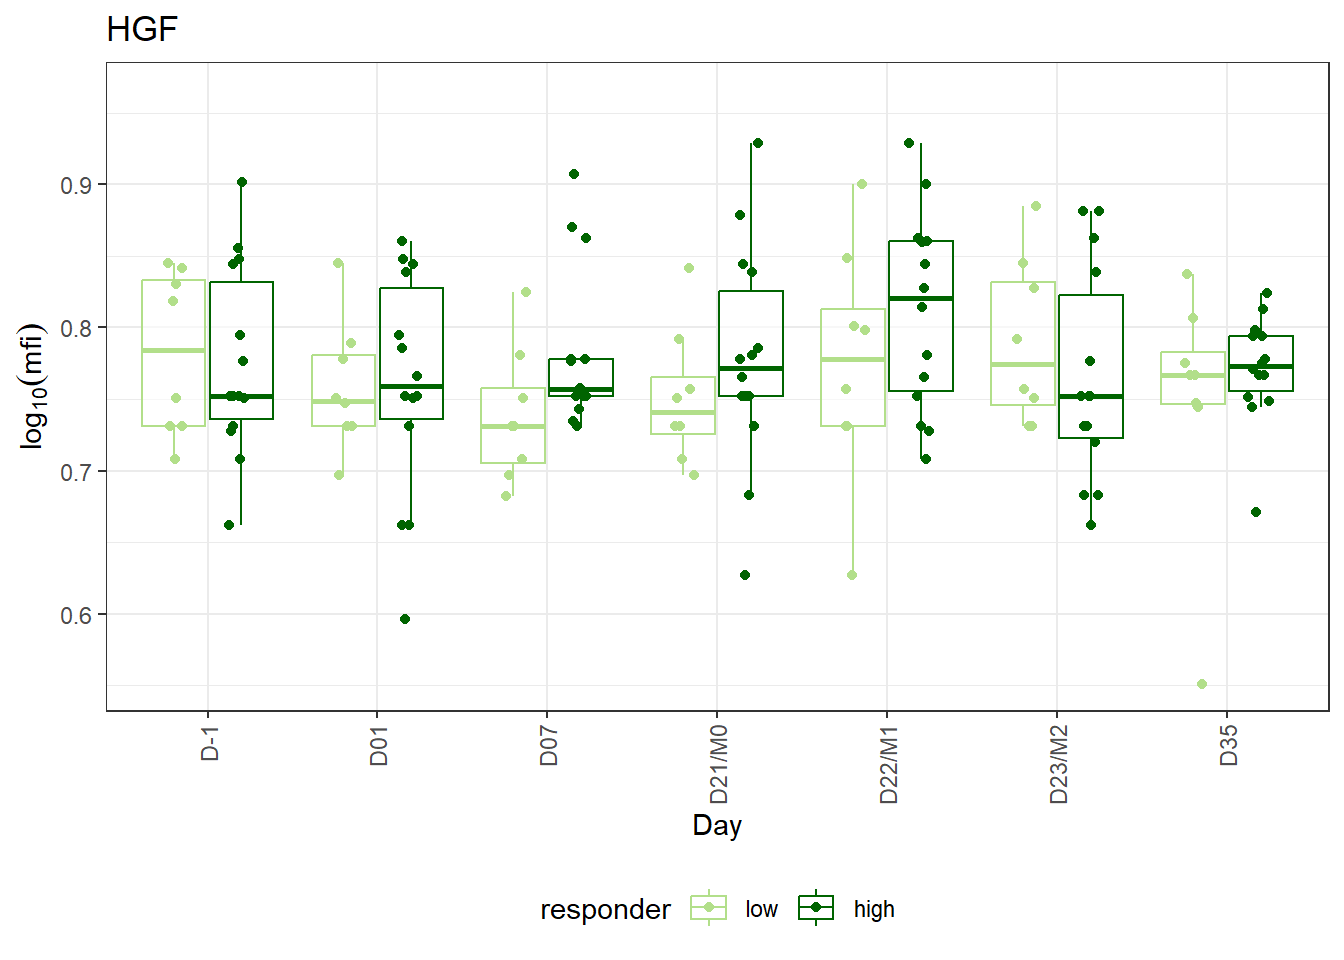 HGF
log₁₀(mfi)
0.9
0.8
0.7
0.6
D-1
D01
D07
D21/M0
D22/M1
D23/M2
D35
Day
responder low high